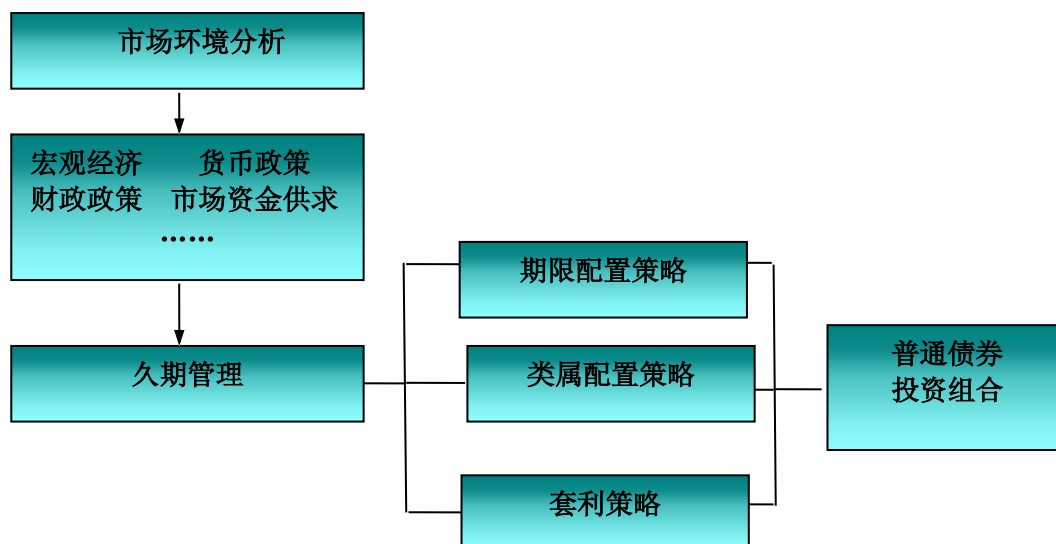 市场环境分析
宏观经济 货币政策
财政政策 市场资金供求
……
久期管理
期限配置策略
类属配置策略
套利策略
普通债券
投资组合